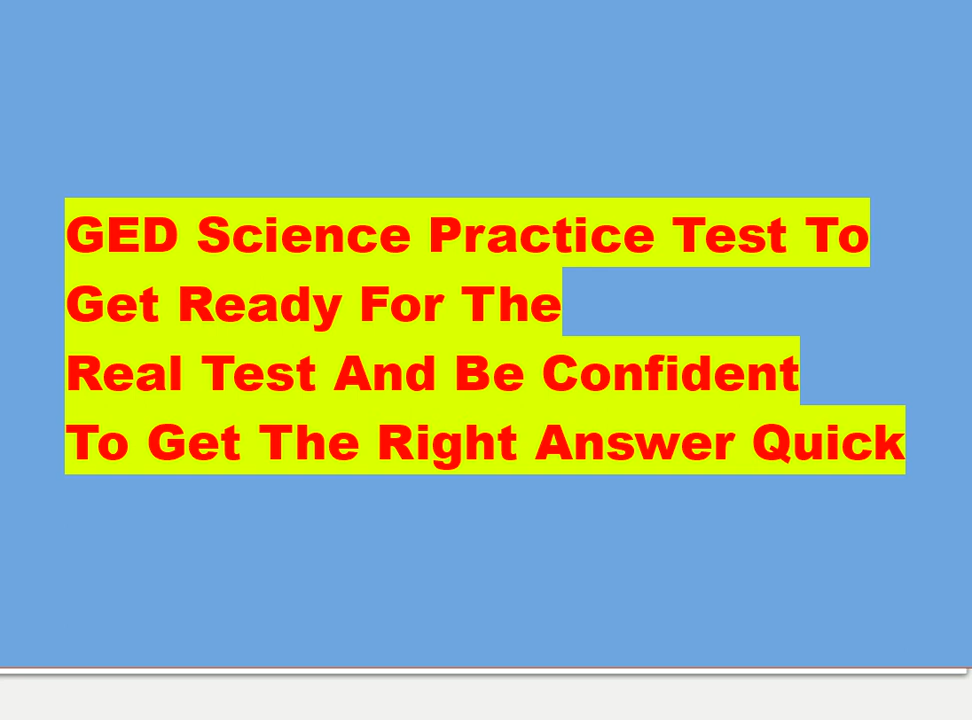 GED Science Practice Test To
Get Ready For The
Real Test And Be Confident
To Get The Right Answer Quick